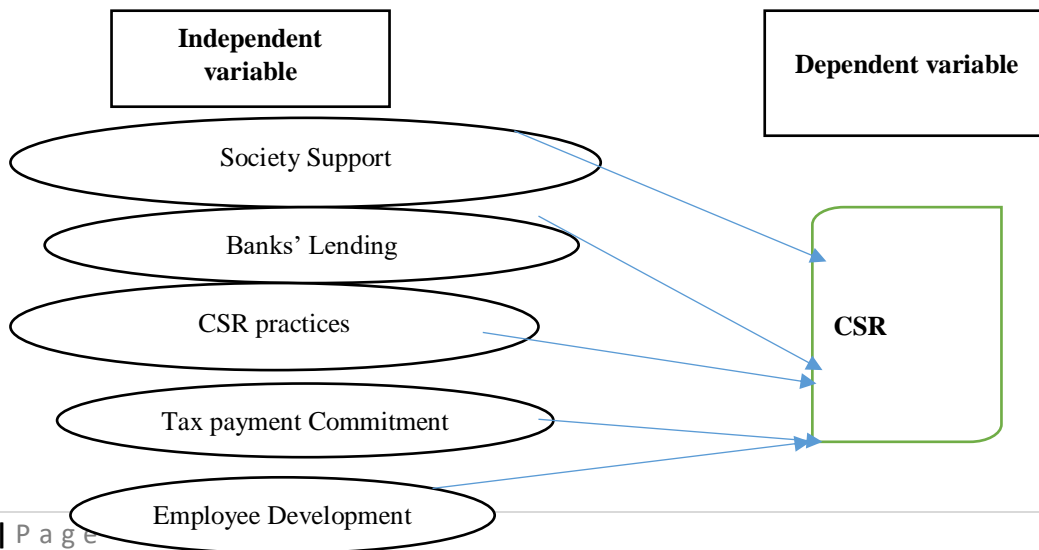 Independent
variable
Dependent variable
Society Support
Banks’ Lending
CSR practices
CSR
Tax payment Commitment
Employee Development
| P a g e